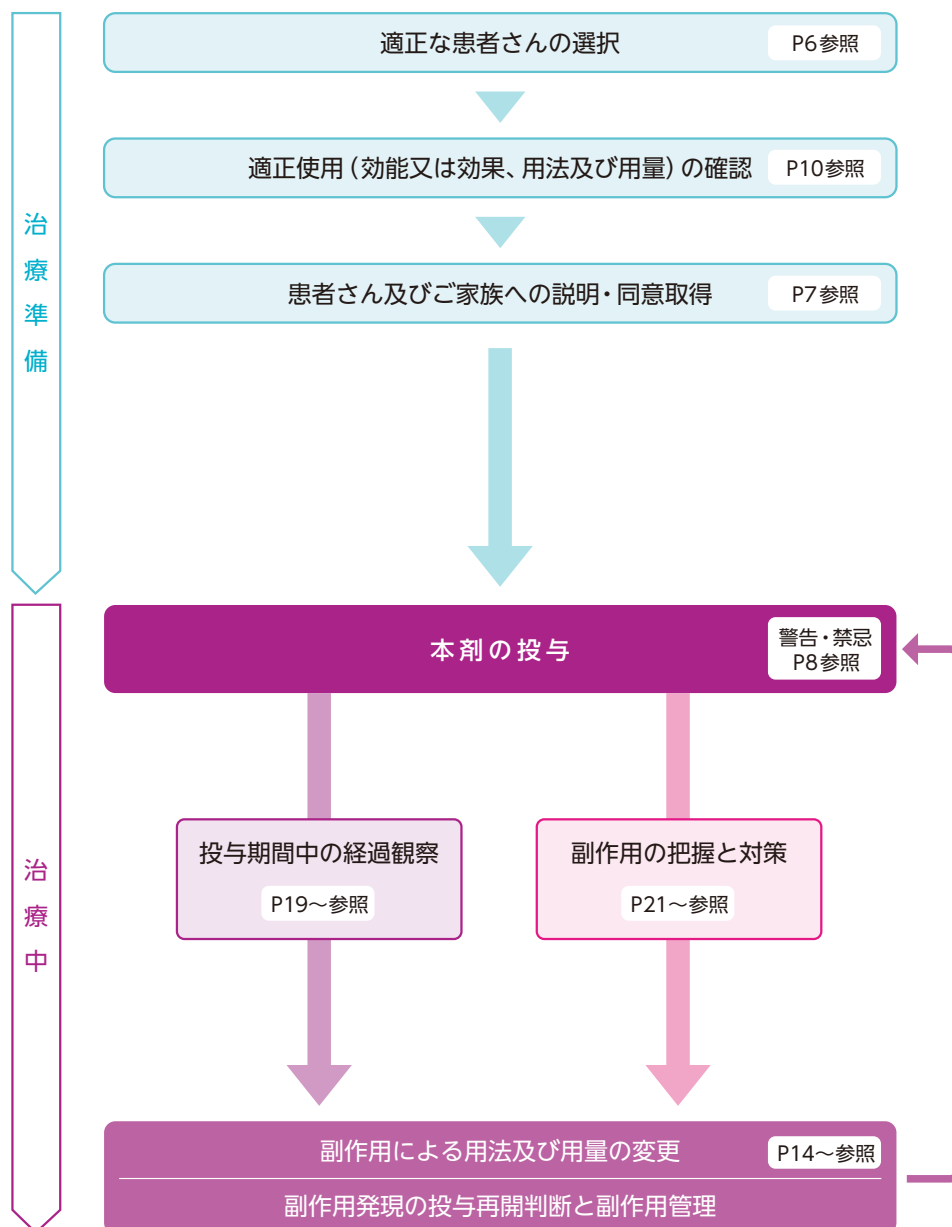 治療準備
適正な患者さんの選択 P6参照
適正使用(効能又は効果、用法及び用量)の確認 P10参照
患者さん及びご家族への説明・同意取得 P7参照
治療中
本剤の投与 警告・禁忌
P8参照
投与期間中の経過観察
P19〜参照
副作用の把握と対策
P21〜参照
副作用による用法及び用量の変更 P14〜参照
副作用発現の投与再開判断と副作用管理